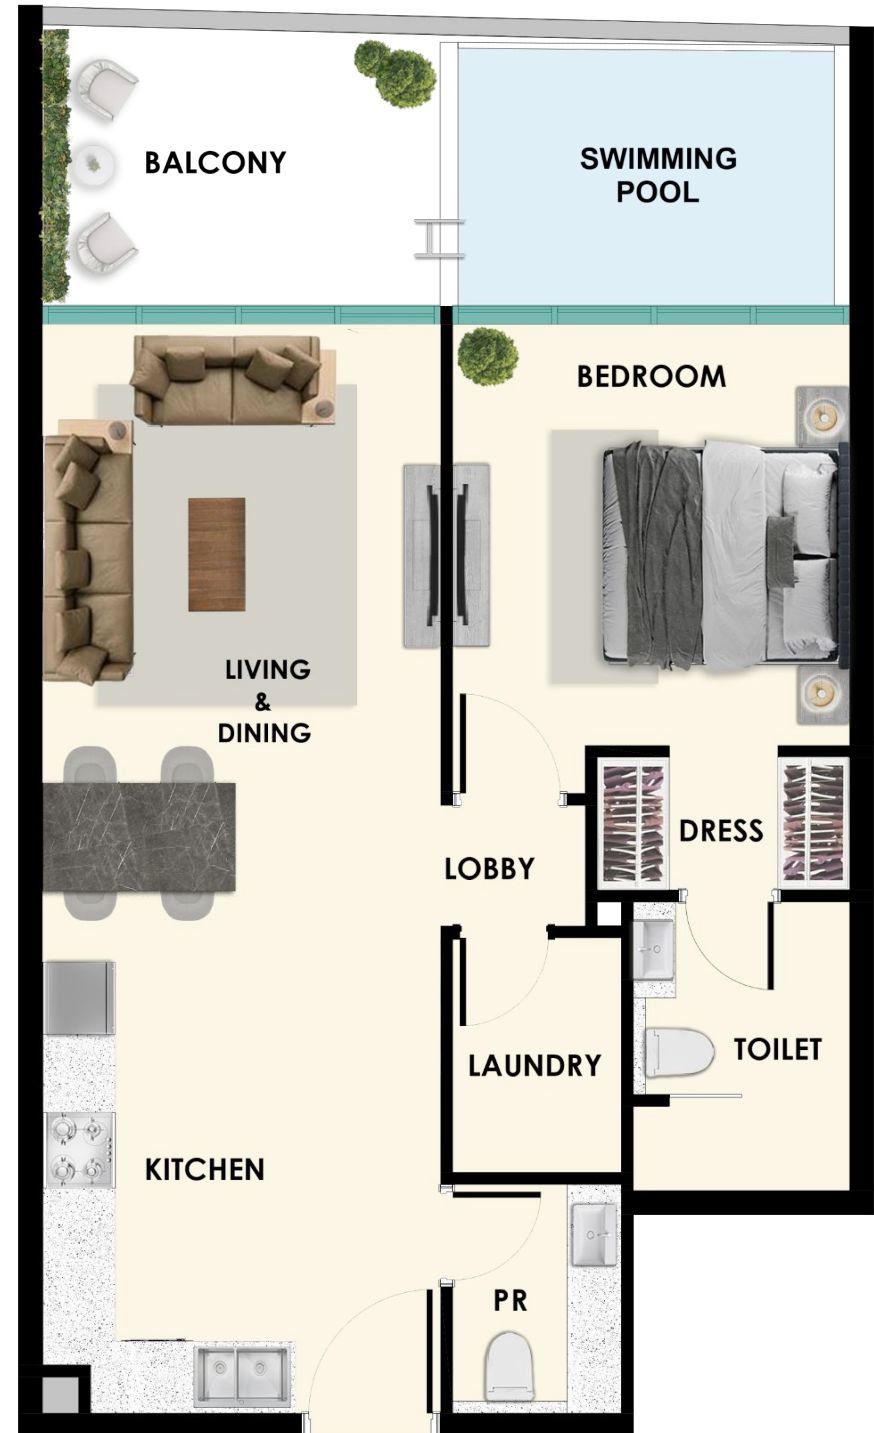 BALCONY
SWIMMING
POOL
BEDROOM
LIVING
&
DINING
DRESS
LOBBY
TOILET
LAUNDRY
KITCHEN
PR